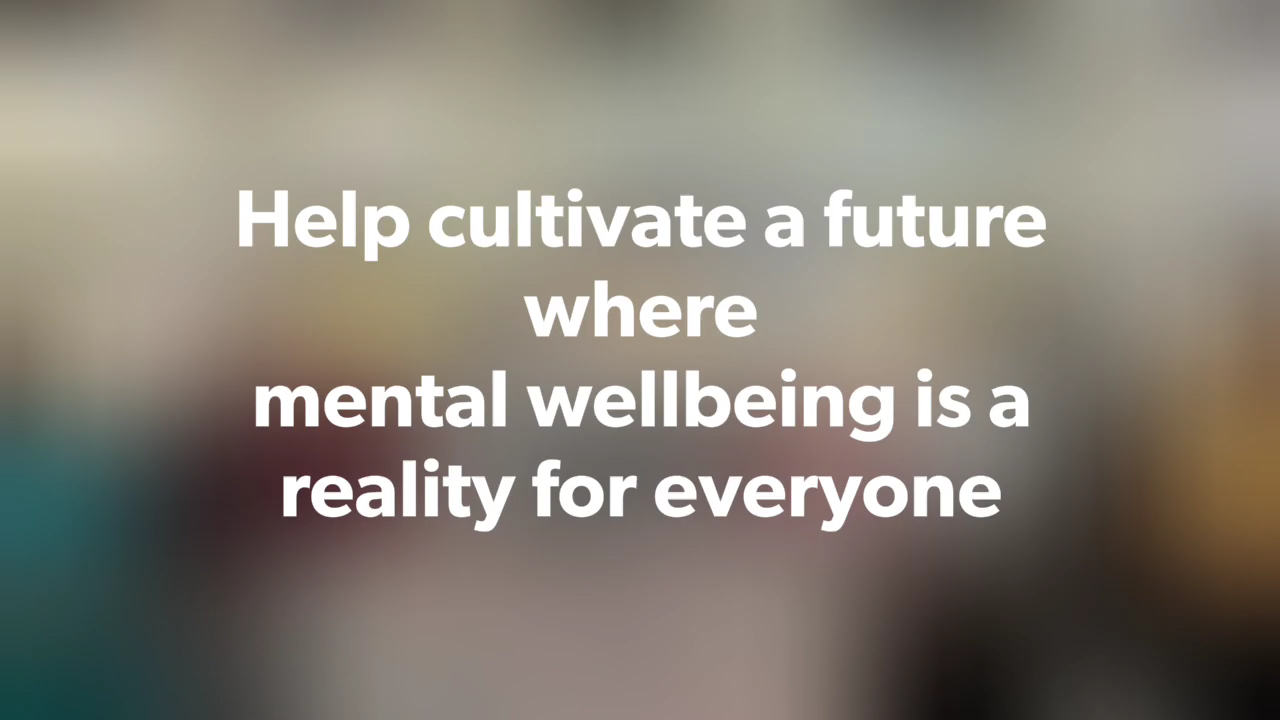 Help cultivate a future
where
mental wellbeing is a
reality for everyone